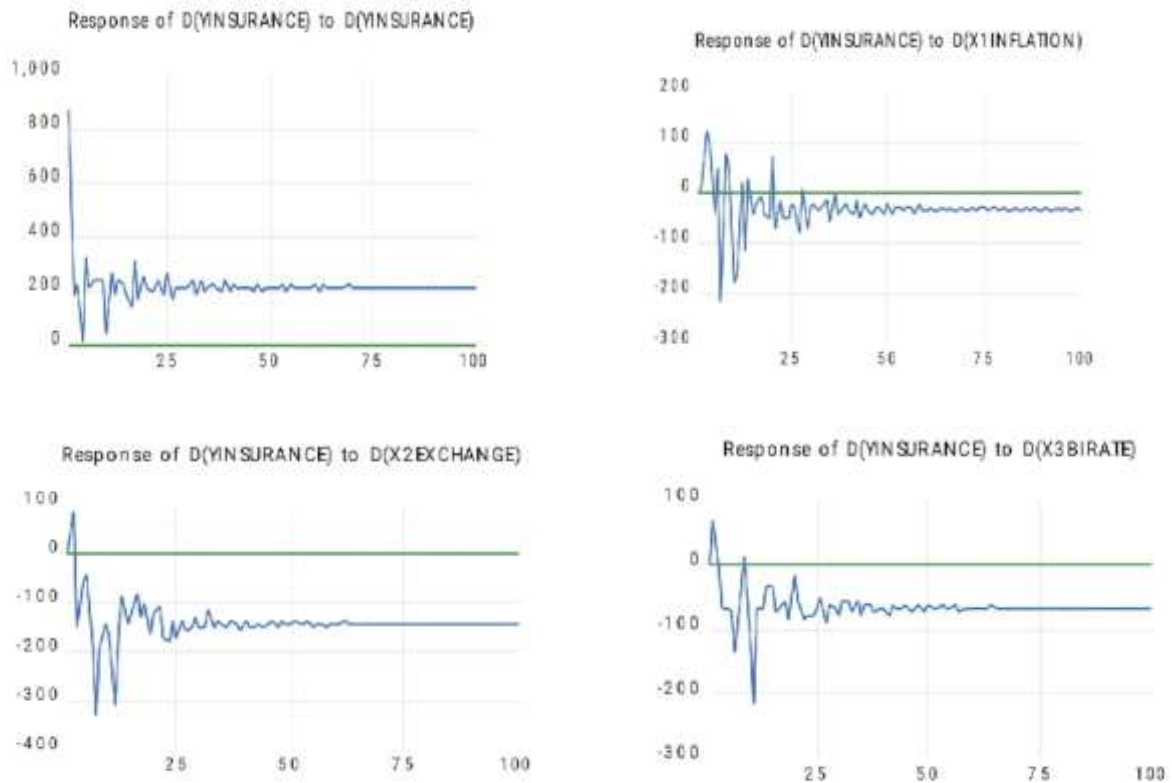 Response of D(YINSURANCE) to D(YINSURANCE)
1,000
800
600
400
200
0
25 50 75 100
Response of D(YINSURANCE) to D(X1INFLATION)
200
100
0
-100
-200
-300
25 50 75 100
Response of D(YINSURANCE) to D(X2EXCHANGE)
100
0
-100
-200
-300
-400
25 50 75 100
Response of D(YINSURANCE) to D(X3BIRATE)
100
0
-100
-200
-300
25 50 75 100